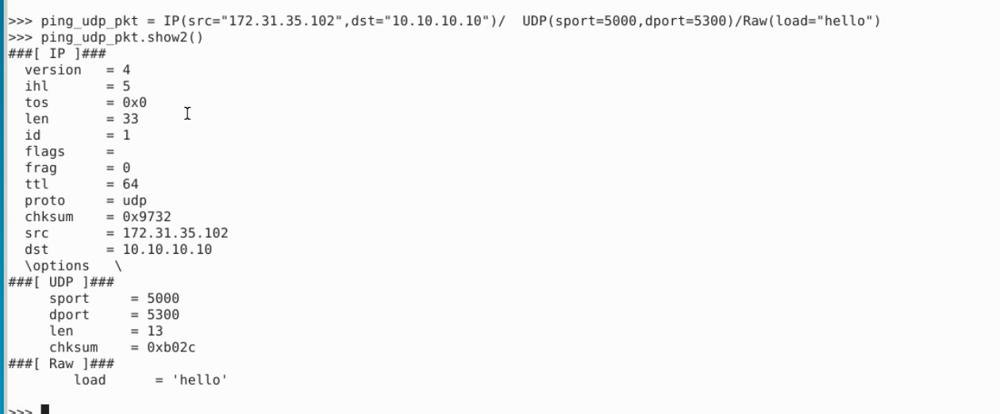 >>> ping_udp_pkt = IP(src="172.31.35.102",dst="10.10.10.10")/  UDP(sport=5000,dport=5300)/Raw(load="hello")
>>> ping_udp_pkt.show2()
###[ IP ]###
  version   = 4
  ihl       = 5
  tos       = 0x0
  len       = 33
  id        = 1
  flags     =
  frag      = 0
  ttl       = 64
  proto     = udp
  chksum    = 0x9732
  src       = 172.31.35.102
  dst       = 10.10.10.10
  \options   \
###[ UDP ]###
     sport     = 5000
     dport     = 5300
     len       = 13
     chksum    = 0xb02c
###[ Raw ]###
        load      = 'hello'
>>>